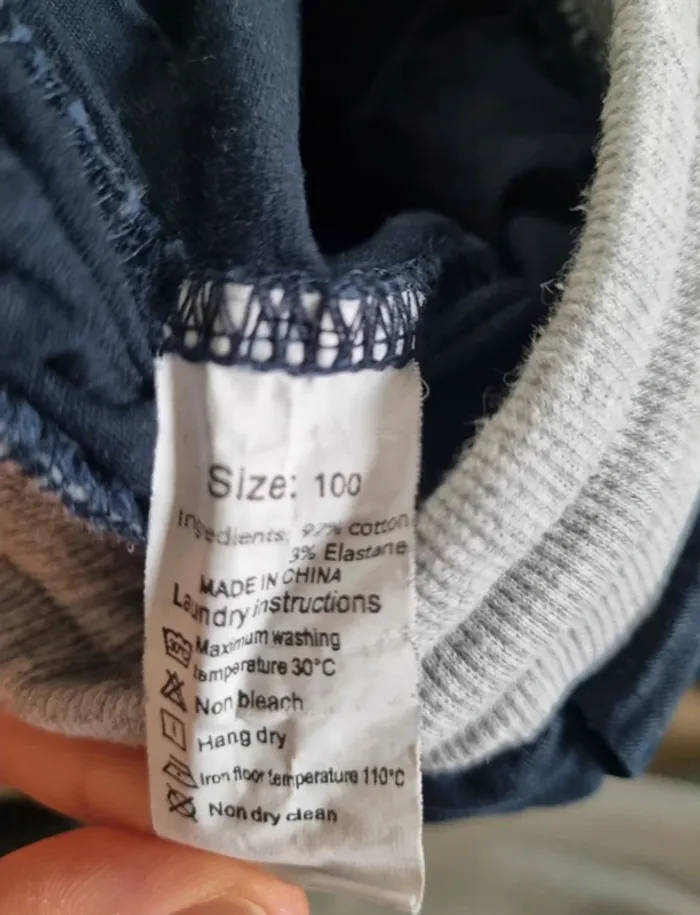 Size: 100
Ingredients: 97% cotton
3% Elastane
MADE IN CHINA
Laundry instructions
Maximum washing
temperature 30°C
Non bleach
Hang dry
Iron floor temperature 110°C
Non dry clean